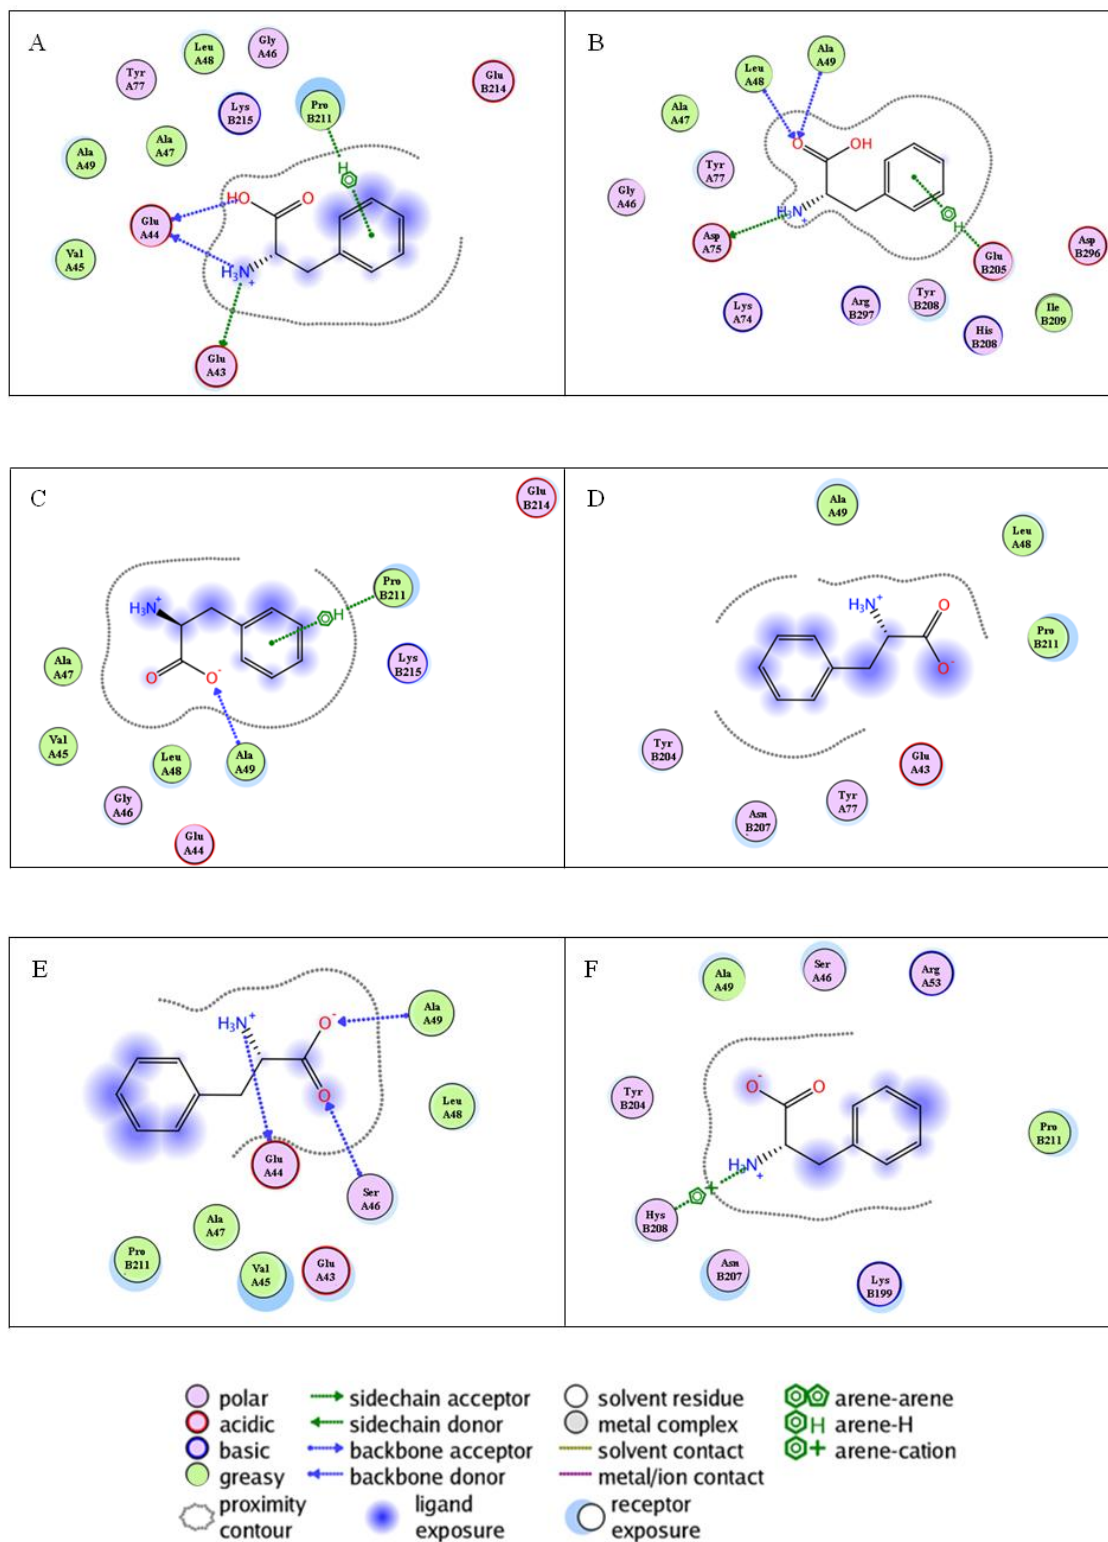 A
Leu
A48
Gly
A46
Tyr
A77
Glu
B214
Lys
B215
Pro
B211
Ala
A49
Ala
A47
H
HO
O
Glu
A44
Val
A45
H₃N
+
Glu
A43
B
Leu
A48
Ala
A49
Ala
A47
O
OH
Tyr
A77
Gly
A46
H₃N
+
H
Asp
A75
Glu
B205
Asp
B296
Lys
A74
Arg
B297
Tyr
B208
His
B208
Ile
B209
C
Glu
B214
Pro
B211
H₃N⁺
H
Ala
A47
O
O⁻
Lys
B215
Val
A45
Leu
A48
Ala
A49
Gly
A46
Glu
A44
D
Ala
A49
Leu
A48
H₃N⁺
O
Pro
B211
O⁻
Tyr
B204
Glu
A43
Asn
B207
Tyr
A77
E
H₃N⁺
O⁻
Ala
A49
O
Leu
A48
Glu
A44
Ser
A46
Ala
A47
Pro
B211
Val
A45
Glu
A43
F
Ala
A49
Ser
A46
Arg
A53
Tyr
B204
O⁻
O
Pro
B211
H₃N
+
Hys
B208
Asn
B207
Lys
B199
polar sidechain acceptor solvent residue arene-arene
acidic sidechain donor metal complex H arene-H
basic backbone acceptor solvent contact + arene-cation
greasy backbone donor metal/ion contact
proximity contour
ligand exposure
receptor exposure